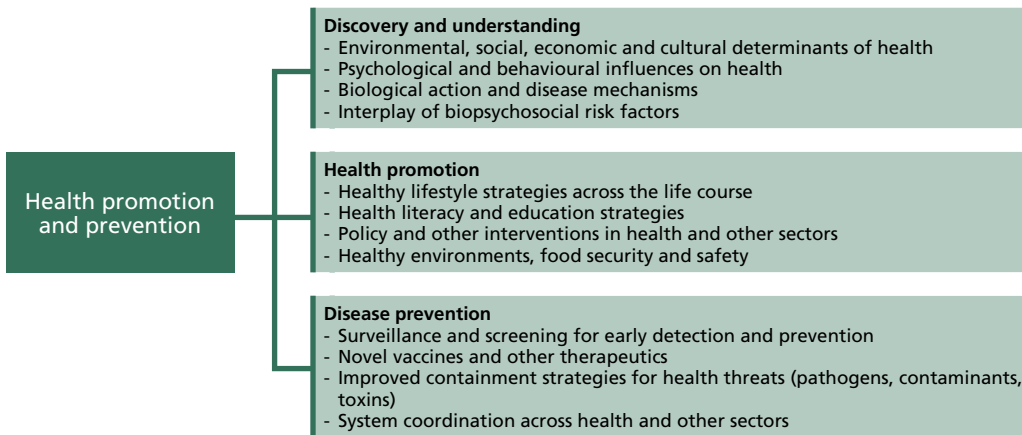 Health promotion
and prevention
Discovery and understanding
- Environmental, social, economic and cultural determinants of health
- Psychological and behavioural influences on health
- Biological action and disease mechanisms
- Interplay of biopsychosocial risk factors
Health promotion
- Healthy lifestyle strategies across the life course
- Health literacy and education strategies
- Policy and other interventions in health and other sectors
- Healthy environments, food security and safety
Disease prevention
- Surveillance and screening for early detection and prevention
- Novel vaccines and other therapeutics
- Improved containment strategies for health threats (pathogens, contaminants,
toxins)
- System coordination across health and other sectors